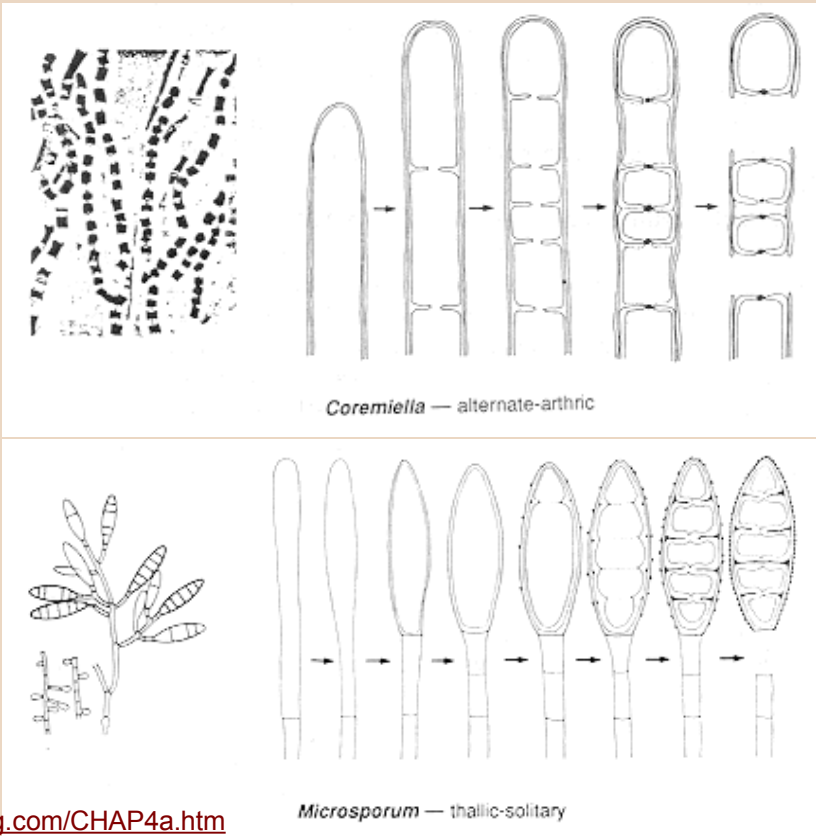 Coremiella — alternate-arthric
Microsporum — thallic-solitary
g.com/CHAP4a.htm